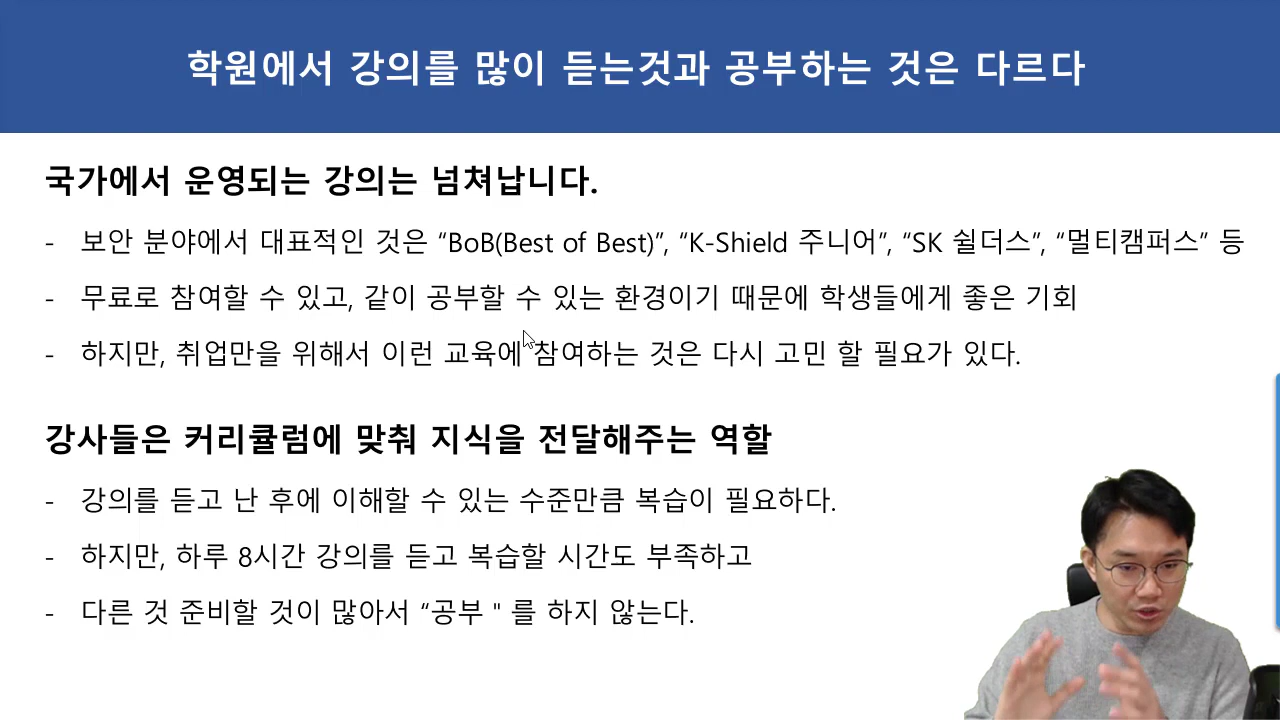 학원에서 강의를 많이 듣는것과 공부하는 것은 다르다
국가에서 운영되는 강의는 넘쳐납니다.
- 보안 분야에서 대표적인 것은 “BoB(Best of Best)”, “K-Shield 주니어”, “SK 쉴더스”, “멀티캠퍼스” 등
- 무료로 참여할 수 있고, 같이 공부할 수 있는 환경이기 때문에 학생들에게 좋은 기회
- 하지만, 취업만을 위해서 이런 교육에 참여하는 것은 다시 고민 할 필요가 있다.
강사들은 커리큘럼에 맞춰 지식을 전달해주는 역할
- 강의를 듣고 난 후에 이해할 수 있는 수준만큼 복습이 필요하다.
- 하지만, 하루 8시간 강의를 듣고 복습할 시간도 부족하고
- 다른 것 준비할 것이 많아서 “공부 " 를 하지 않는다.